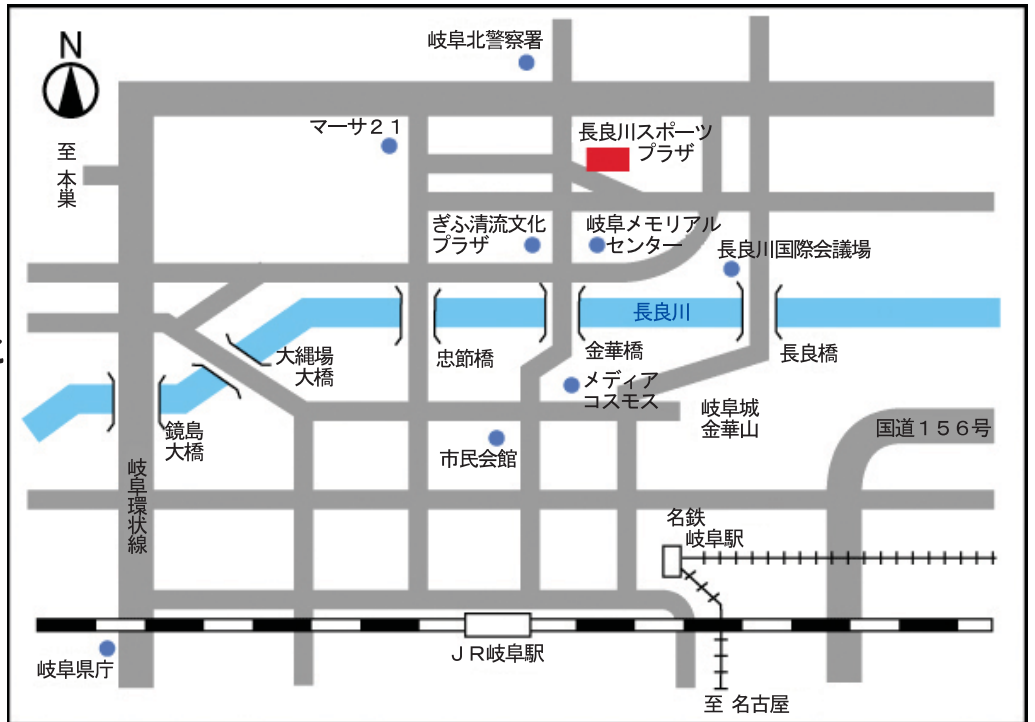 N
岐阜北警察署
マーサ２１
長良川スポーツ
プラザ
至 本巣
ぎふ清流文化
プラザ
岐阜メモリアル
センター
長良川国際会議場
長良川
大縄場
大橋
忠節橋
金華橋
長良橋
メディア
コスモス
岐阜城
金華山
鏡島
大橋
市民会館
国道１５６号
岐阜環状線
名鉄
岐阜駅
岐阜県庁
ＪＲ岐阜駅
至 名古屋